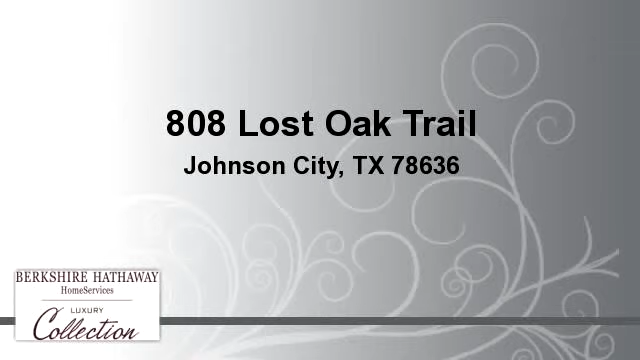 808 Lost Oak Trail
Johnson City, TX 78636
BERKSHIRE HATHAWAY
HomeServices
LUXURY
Collection